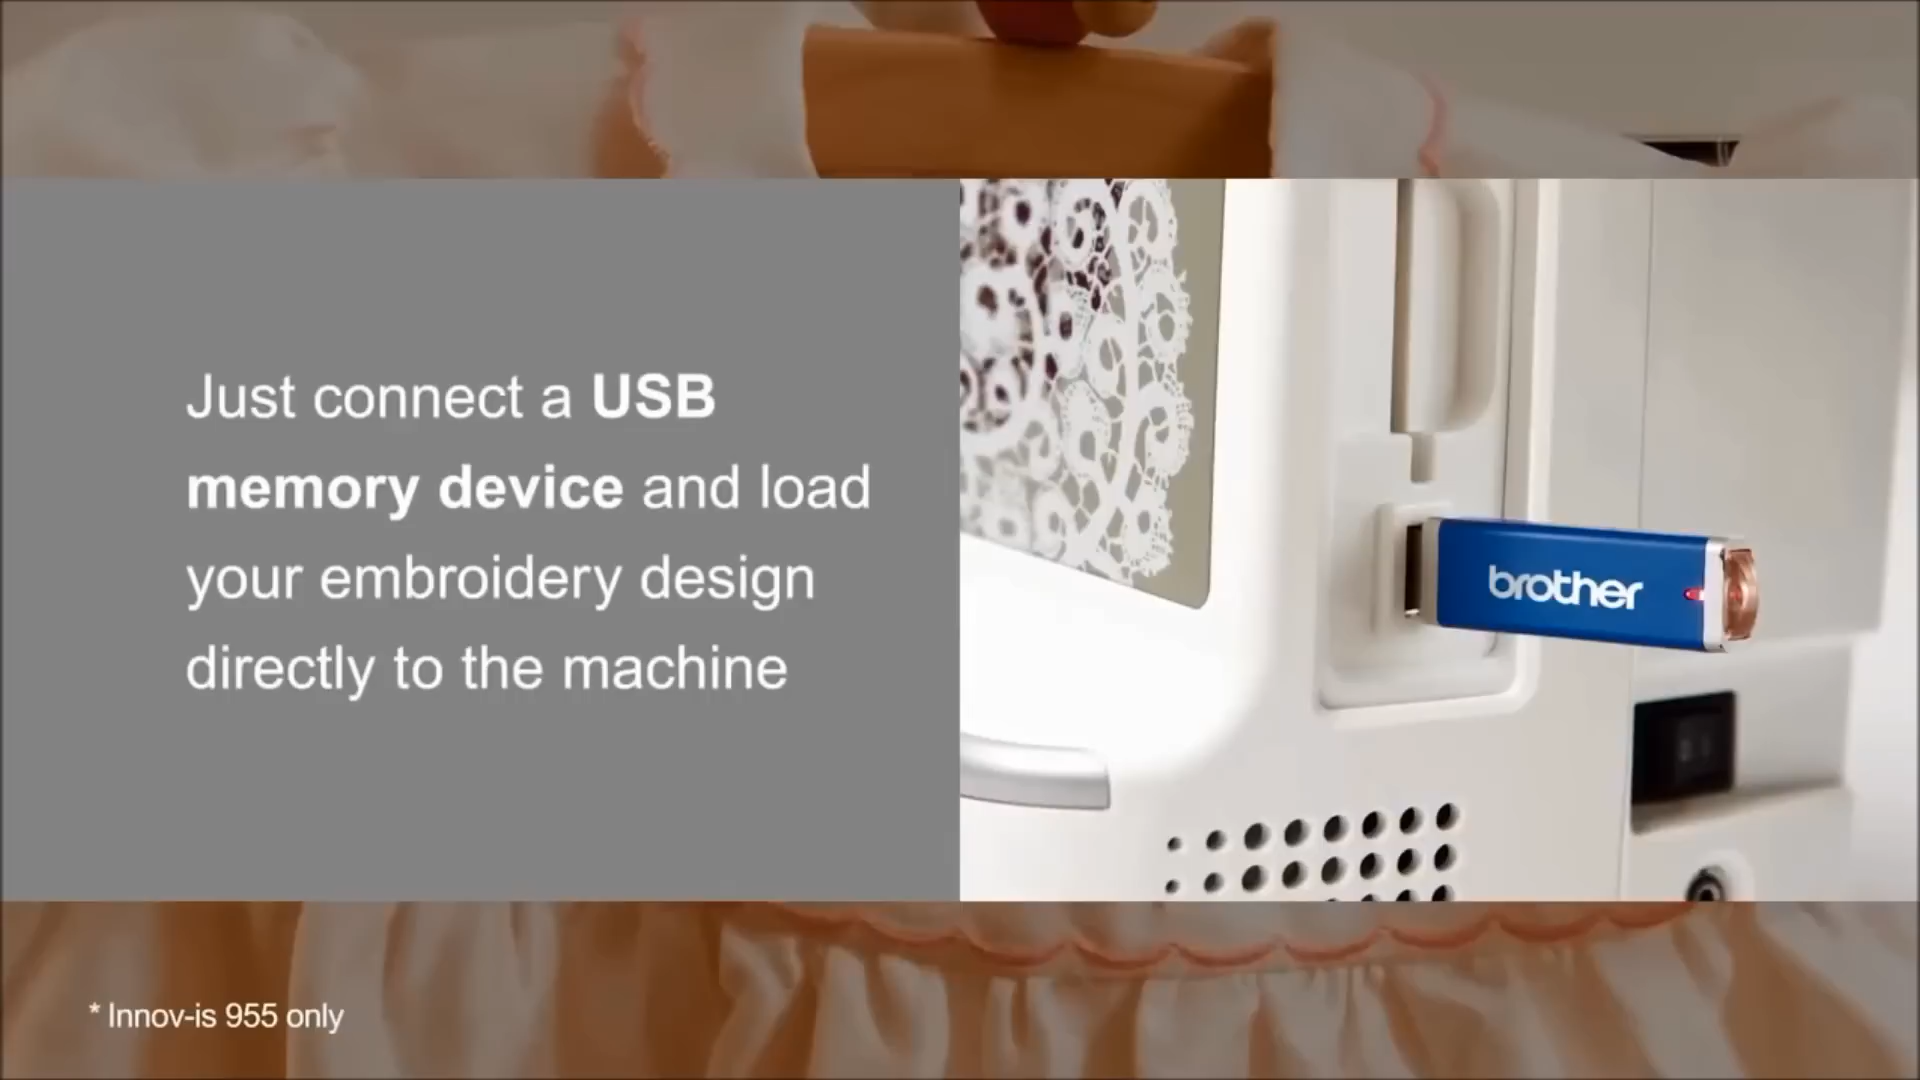 Just connect a USB
memory device and load
your embroidery design
directly to the machine
brother
* Innov-is 955 only